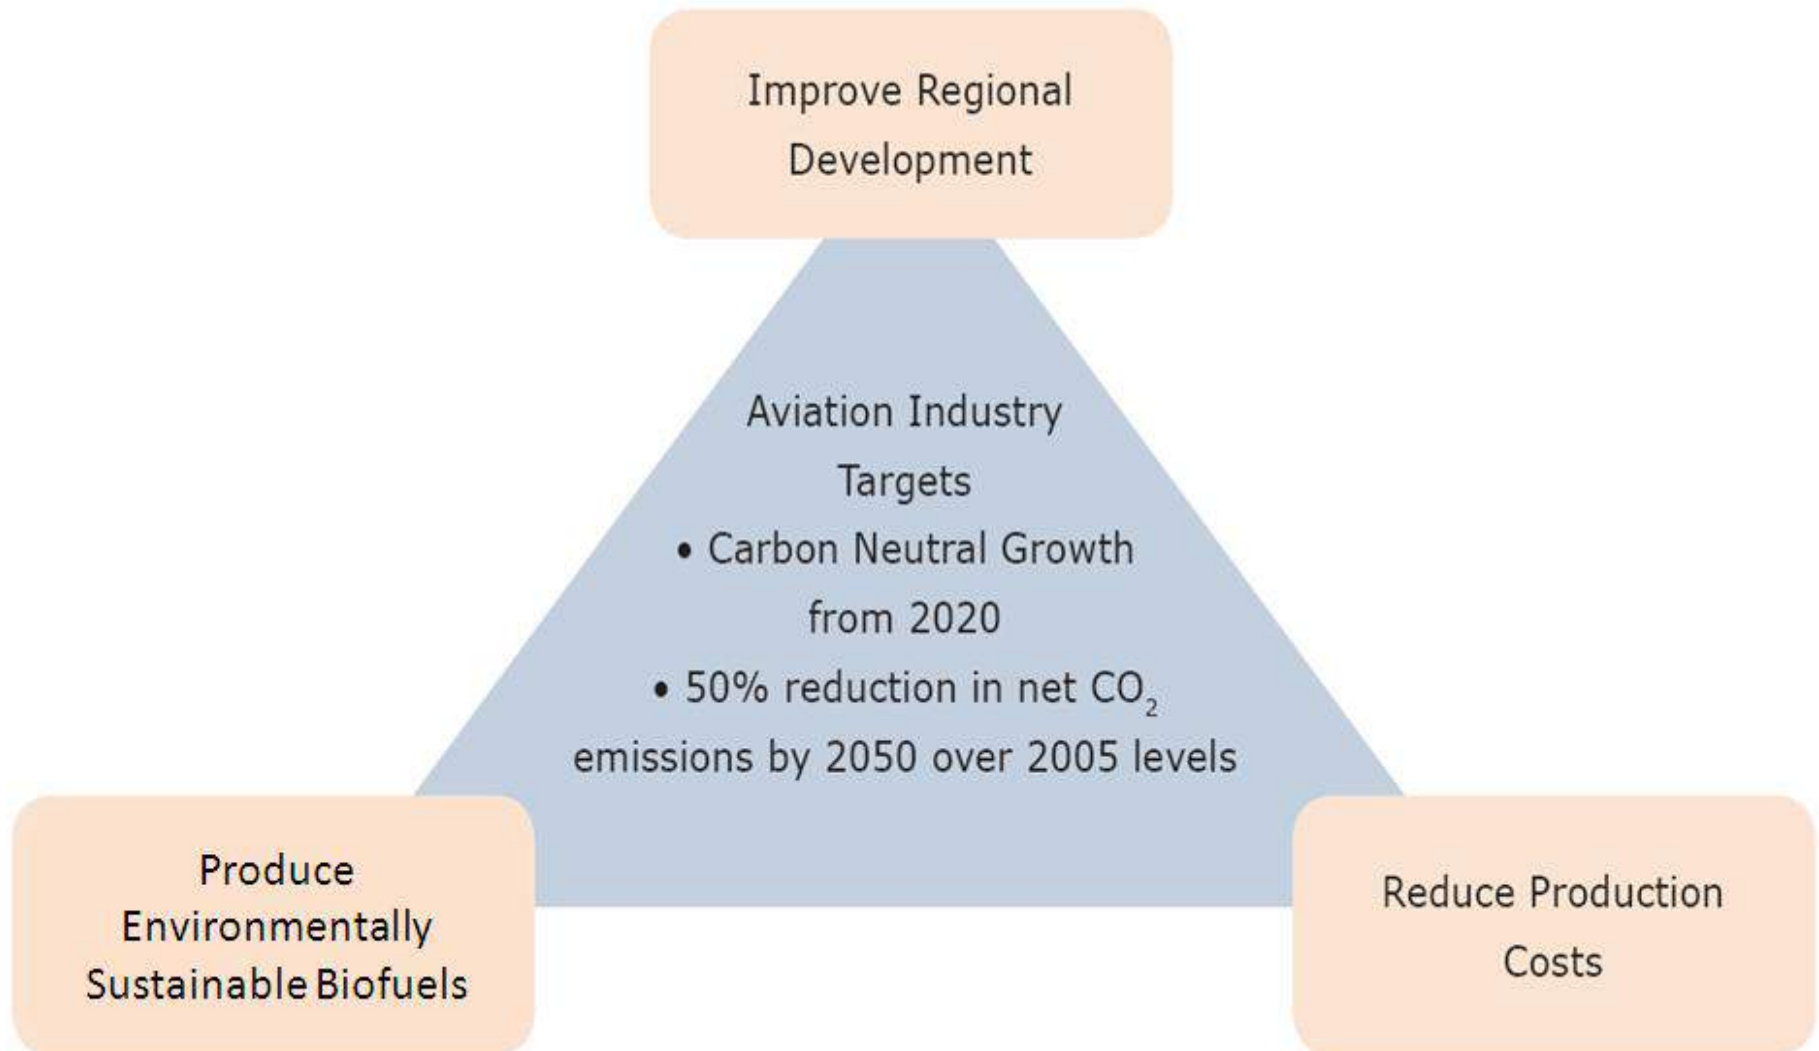 Improve Regional
Development
Aviation Industry
Targets
• Carbon Neutral Growth
from 2020
• 50% reduction in net CO₂
emissions by 2050 over 2005 levels
Produce
Environmentally
Sustainable Biofuels
Reduce Production
Costs